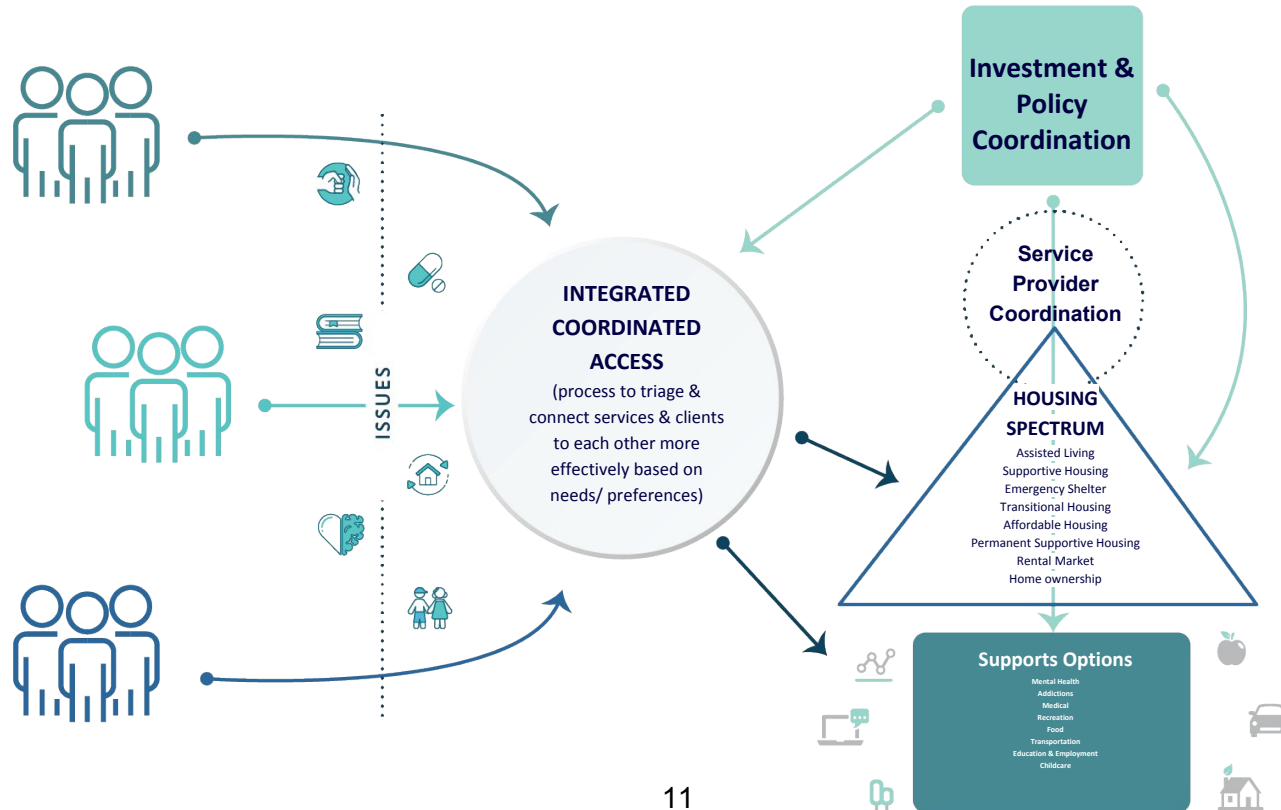 ISSUES
INTEGRATED
COORDINATED
ACCESS
(process to triage &
connect services & clients
to each other more
effectively based on
needs/ preferences)
Investment &
Policy
Coordination
Service
Provider
Coordination
HOUSING
SPECTRUM
Assisted Living
Supportive Housing
Emergency Shelter
Transitional Housing
Affordable Housing
Permanent Supportive Housing
Rental Market
Home ownership
Supports Options
Mental Health
Addictions
Medical
Recreation
Food
Transportation
Education & Employment
Childcare
11